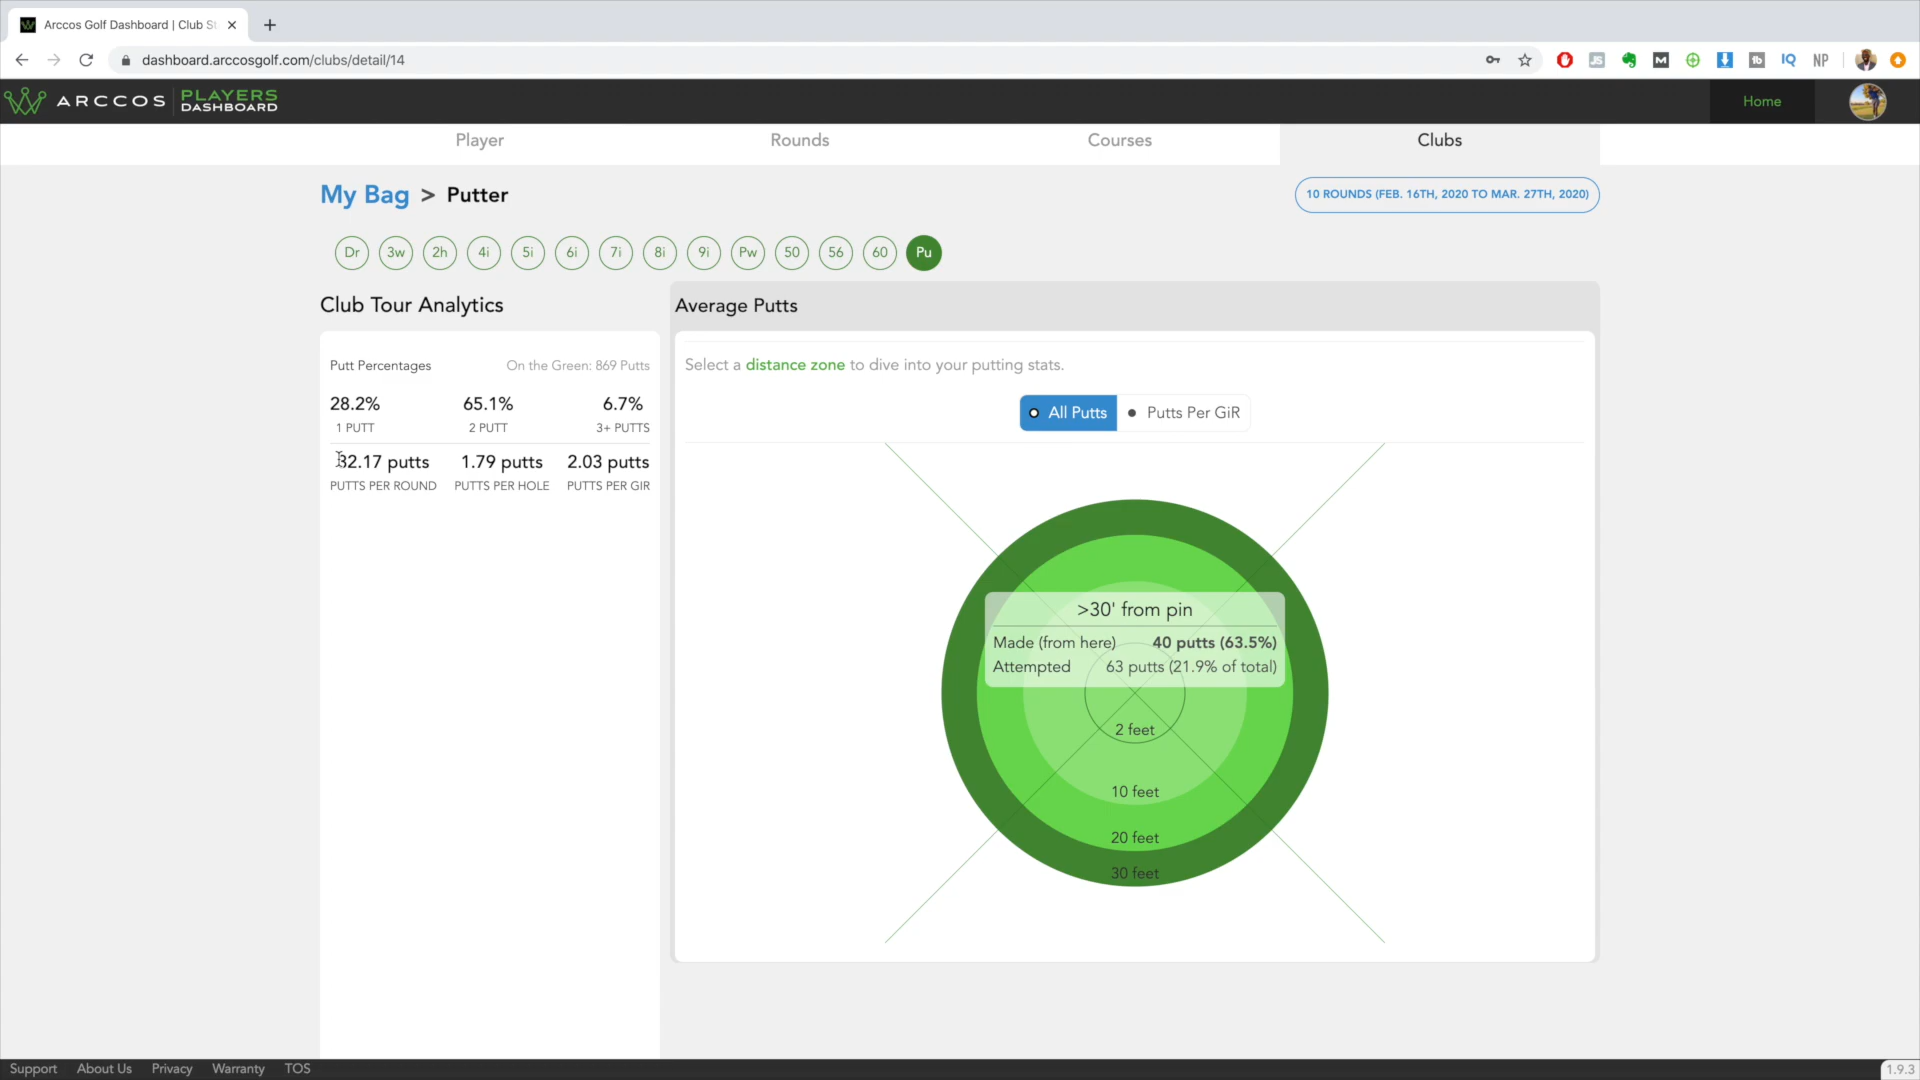 Arccos Golf Dashboard | Club St
dashboard.arccosgolf.com/clubs/detail/14
JS M tb IQ NP
ARCCOS PLAYERS DASHBOARD
Home
Player Rounds Courses Clubs
My Bag > Putter
10 ROUNDS (FEB. 16TH, 2020 TO MAR. 27TH, 2020)
Dr 3w 2h 4i 5i 6i 7i 8i 9i Pw 50 56 60 Pu
Club Tour Analytics
Putt Percentages On the Green: 869 Putts
28.2% 65.1% 6.7%
1 PUTT 2 PUTT 3+ PUTTS
32.17 putts 1.79 putts 2.03 putts
PUTTS PER ROUND PUTTS PER HOLE PUTTS PER GIR
Average Putts
Select a distance zone to dive into your putting stats.
All Putts Putts Per GiR
>30' from pin
Made (from here) 40 putts (63.5%)
Attempted 63 putts (21.9% of total)
2 feet
10 feet
20 feet
30 feet
Support About Us Privacy Warranty TOS
1.9.3